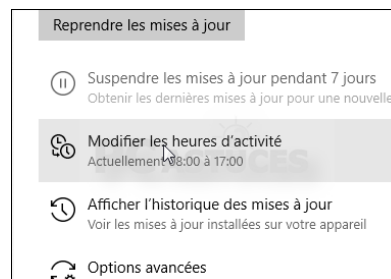 Reprendre les mises à jour
Suspendre les mises à jour pendant 7 jours
Obtenir les dernières mises à jour pour une nouvelle
Modifier les heures d'activité
Actuellement 08:00 à 17:00
Afficher l'historique des mises à jour
Voir les mises à jour installées sur votre appareil
Options avancées